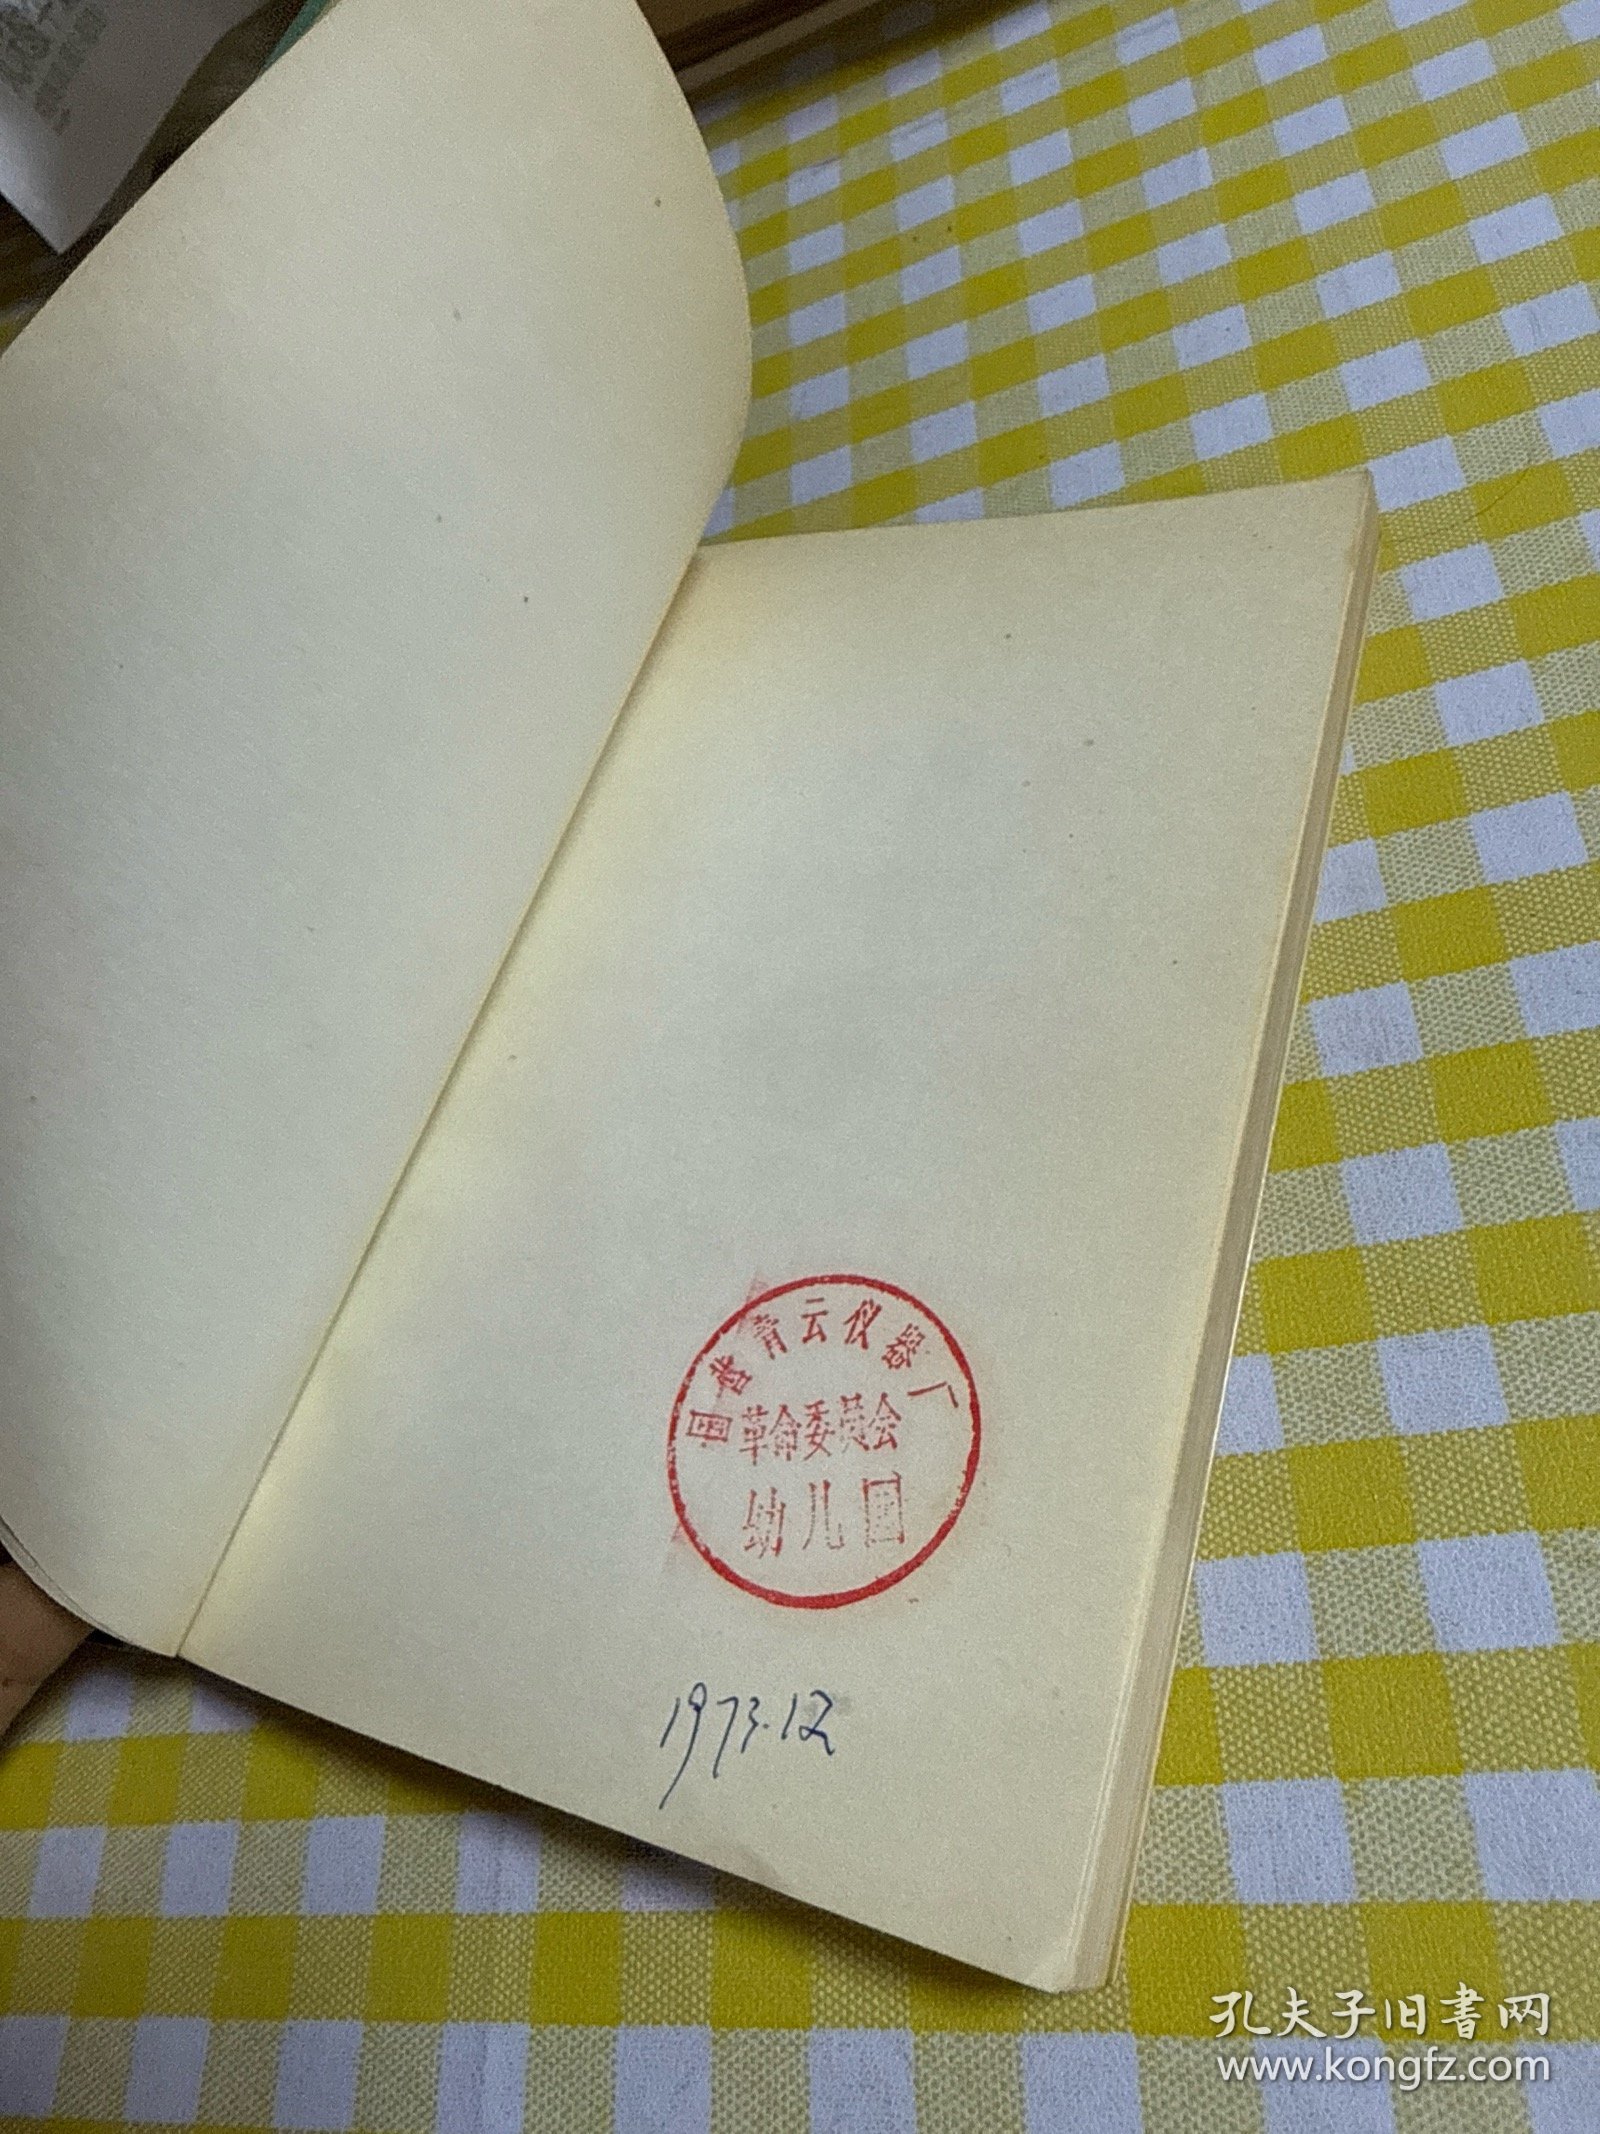 国营青云仪器厂
革命委员会
幼儿园
1973.12
孔夫子旧书网
www.kongfz.com